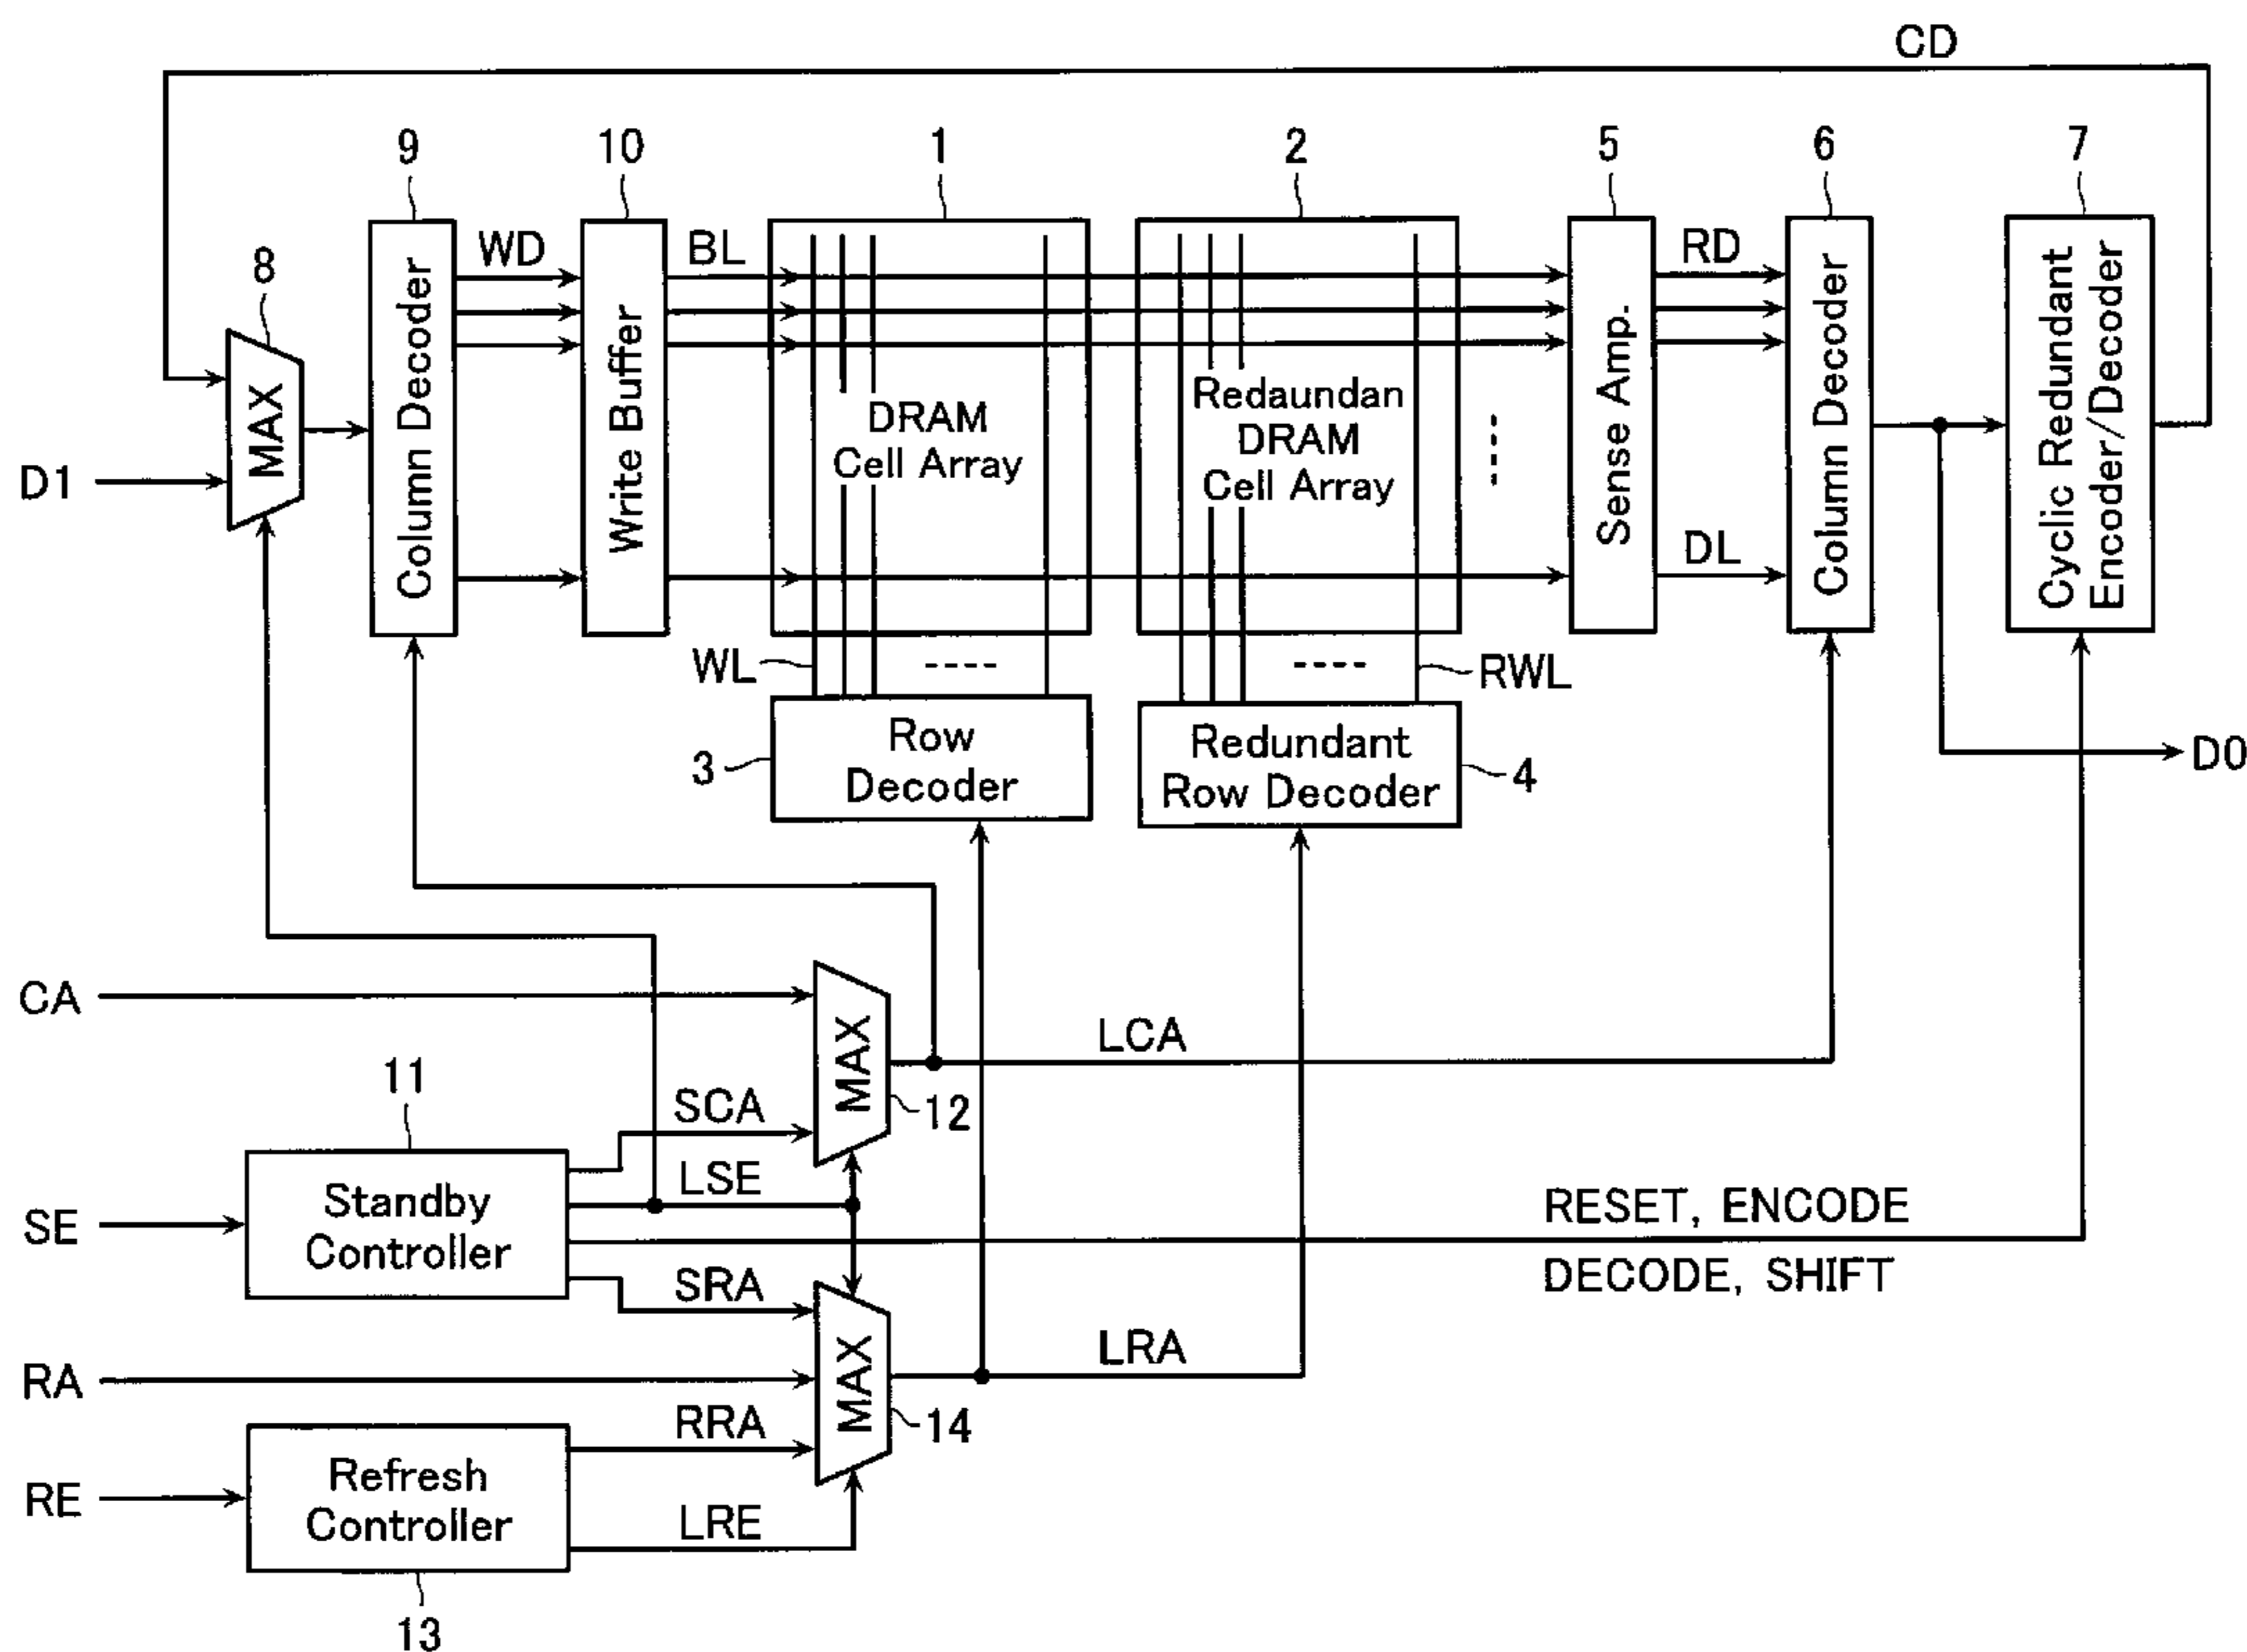 CD
9
10
1
2
5
6
7
8
WD
BL
RD
MAX
Column Decoder
Write Buffer
DRAM
Cell Array
Redaundan
DRAM
Cell Array
Sense Amp.
Column Decoder
Cyclic Redundant
Encoder/Decoder
D1
DL
WL
RWL
3
Row
Decoder
Redundant
Row Decoder
4
D0
CA
MAX
LCA
11
SCA
12
SE
Standby
Controller
LSE
RESET, ENCODE
DECODE, SHIFT
SRA
RA
MAX
LRA
RRA
14
RE
Refresh
Controller
LRE
13